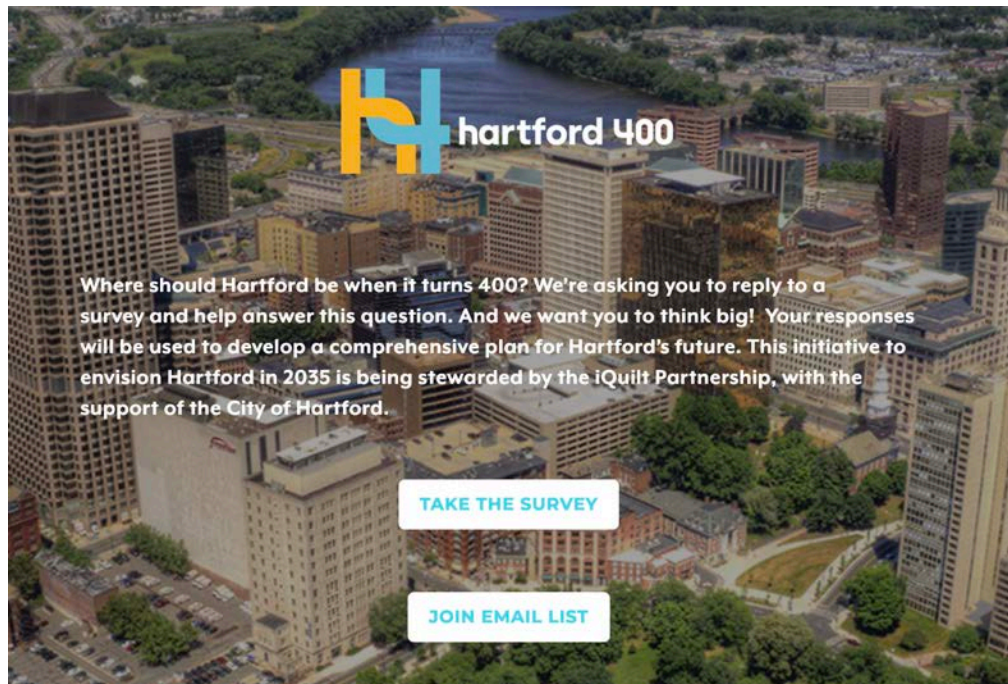 hartford 400
Where should Hartford be when it turns 400? We're asking you to reply to a
survey and help answer this question. And we want you to think big!  Your responses
will be used to develop a comprehensive plan for Hartford's future. This initiative to
envision Hartford in 2035 is being stewarded by the iQuilt Partnership, with the
support of the City of Hartford.
TAKE THE SURVEY
JOIN EMAIL LIST